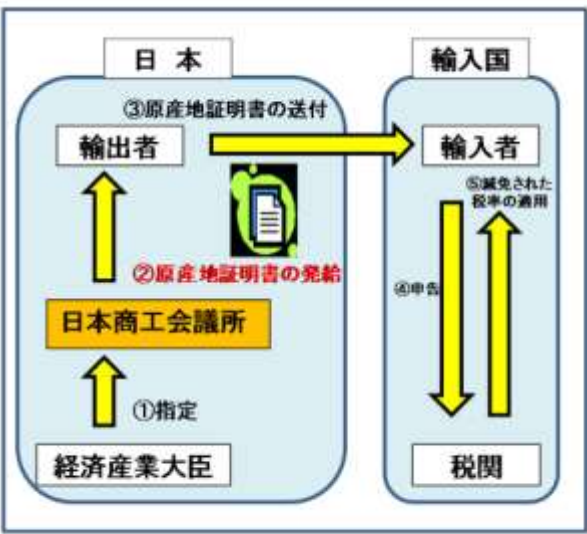 日 本
輸入国
③原産地証明書の送付
輸出者
輸入者
⑤減免された
税率の適用
②原産地証明書の発給
④申告
日本商工会議所
①指定
経済産業大臣
税関